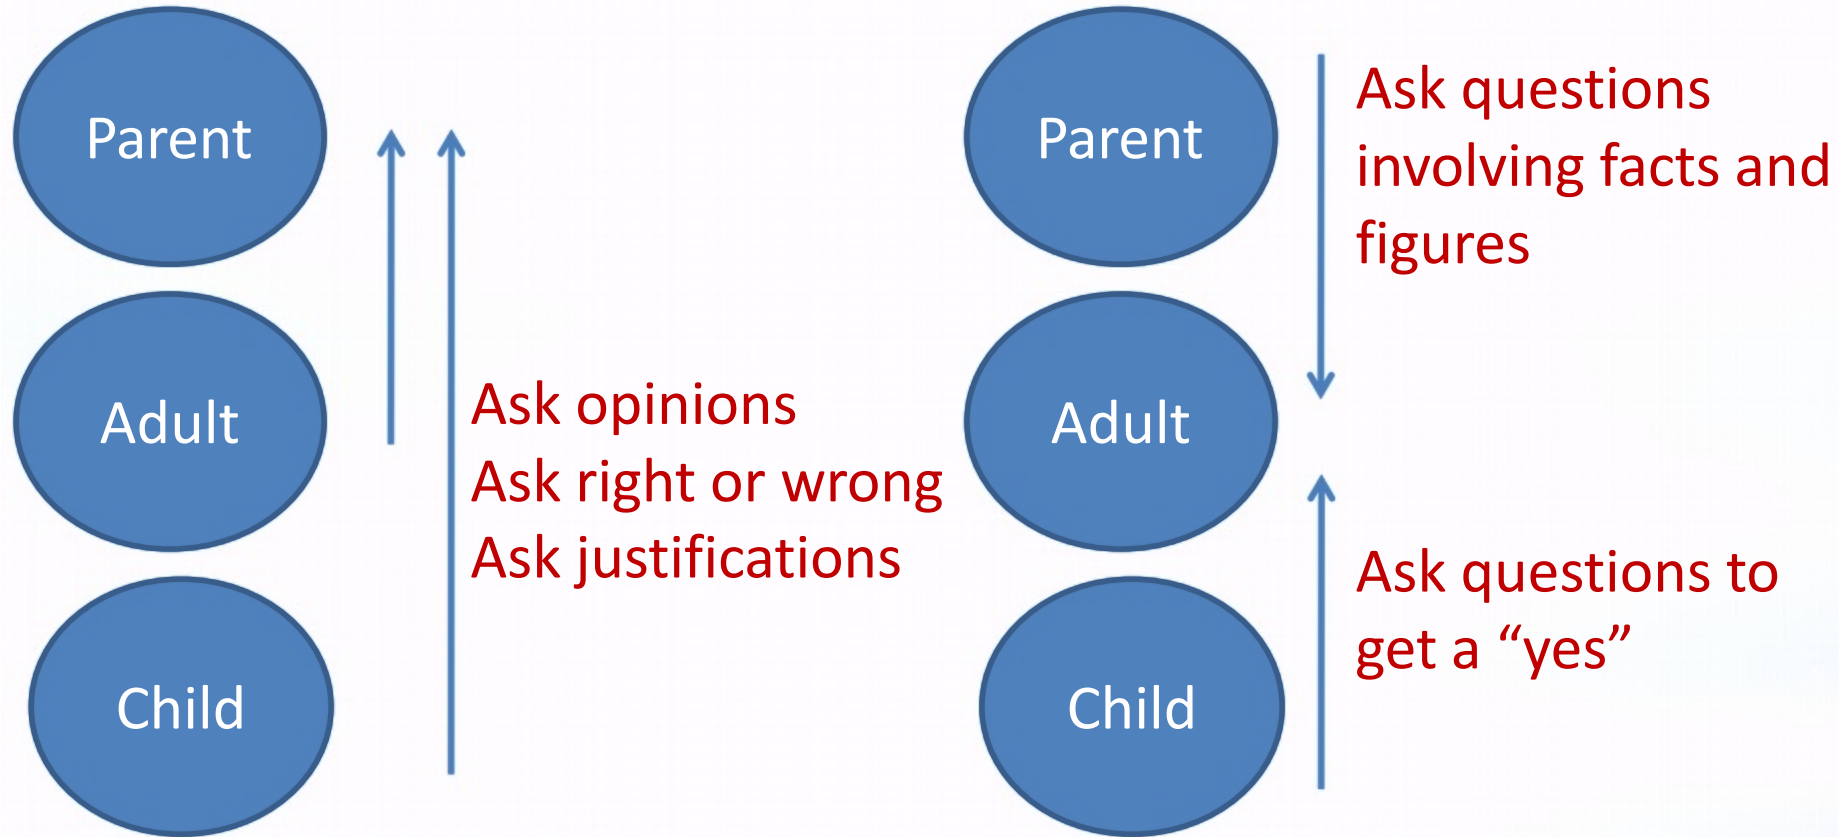 Parent
Adult
Child
Ask opinions
Ask right or wrong
Ask justifications
Parent
Adult
Child
Ask questions
involving facts and
figures
Ask questions to
get a “yes”